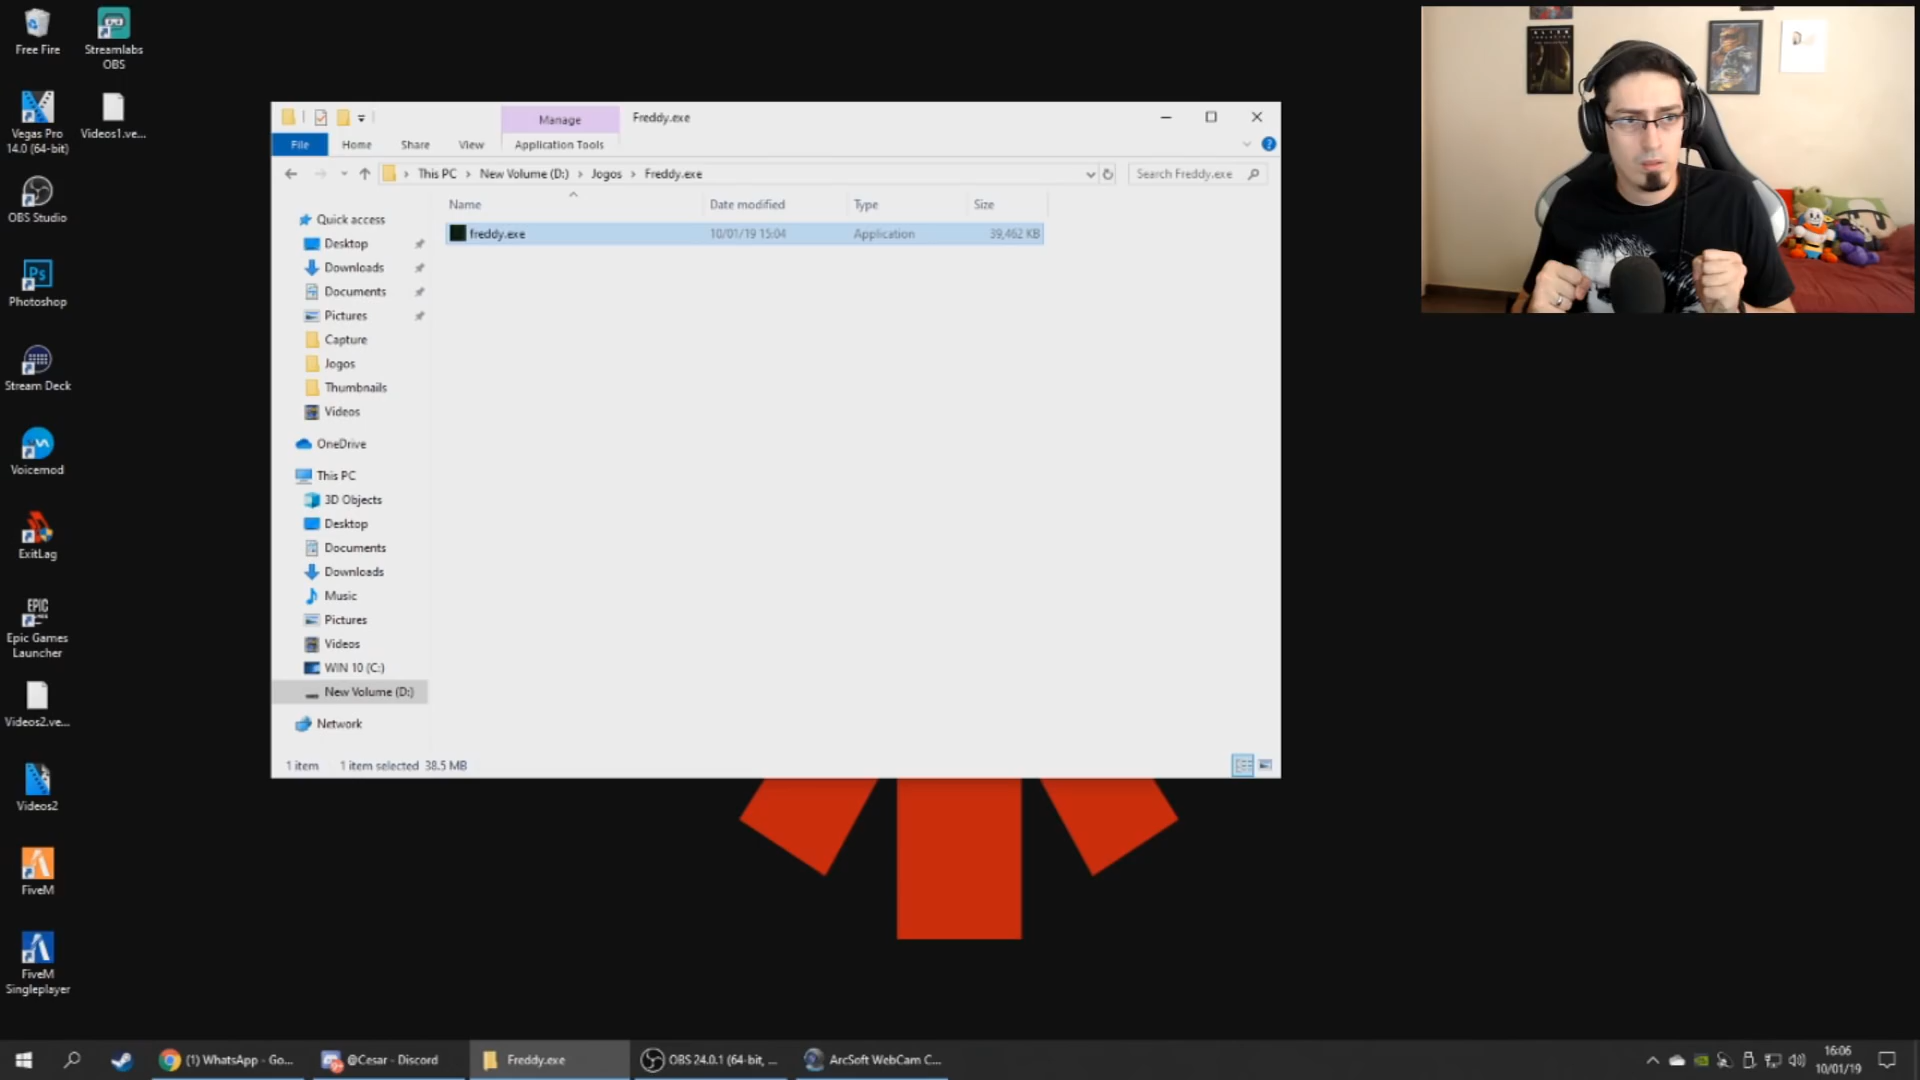 Free Fire
Streamlabs
OBS
Vegas Pro
14.0 (64-bit)
Videos1.ve...
OBS Studio
Ps
Photoshop
Stream Deck
Voicemod
ExitLag
EPIC
Epic Games
Launcher
Videos2.ve...
Videos2
FiveM
FiveM
Singleplayer
Manage
Freddy.exe
File
Home
Share
View
Application Tools
This PC
New Volume (D:)
Jogos
Freddy.exe
Search Freddy.exe
Name
Date modified
Type
Size
freddy.exe
10/01/19 15:04
Application
39,462 KB
Quick access
Desktop
Downloads
Documents
Pictures
Capture
Jogos
Thumbnails
Videos
OneDrive
This PC
3D Objects
Desktop
Documents
Downloads
Music
Pictures
Videos
WIN 10 (C:)
New Volume (D:)
Network
1 item
1 item selected 38.5 MB
ALIEN
(1) WhatsApp - Go...
@Cesar - Discord
Freddy.exe
OBS 24.0.1 (64-bit, ...
ArcSoft WebCam C...
16:06
10/01/19